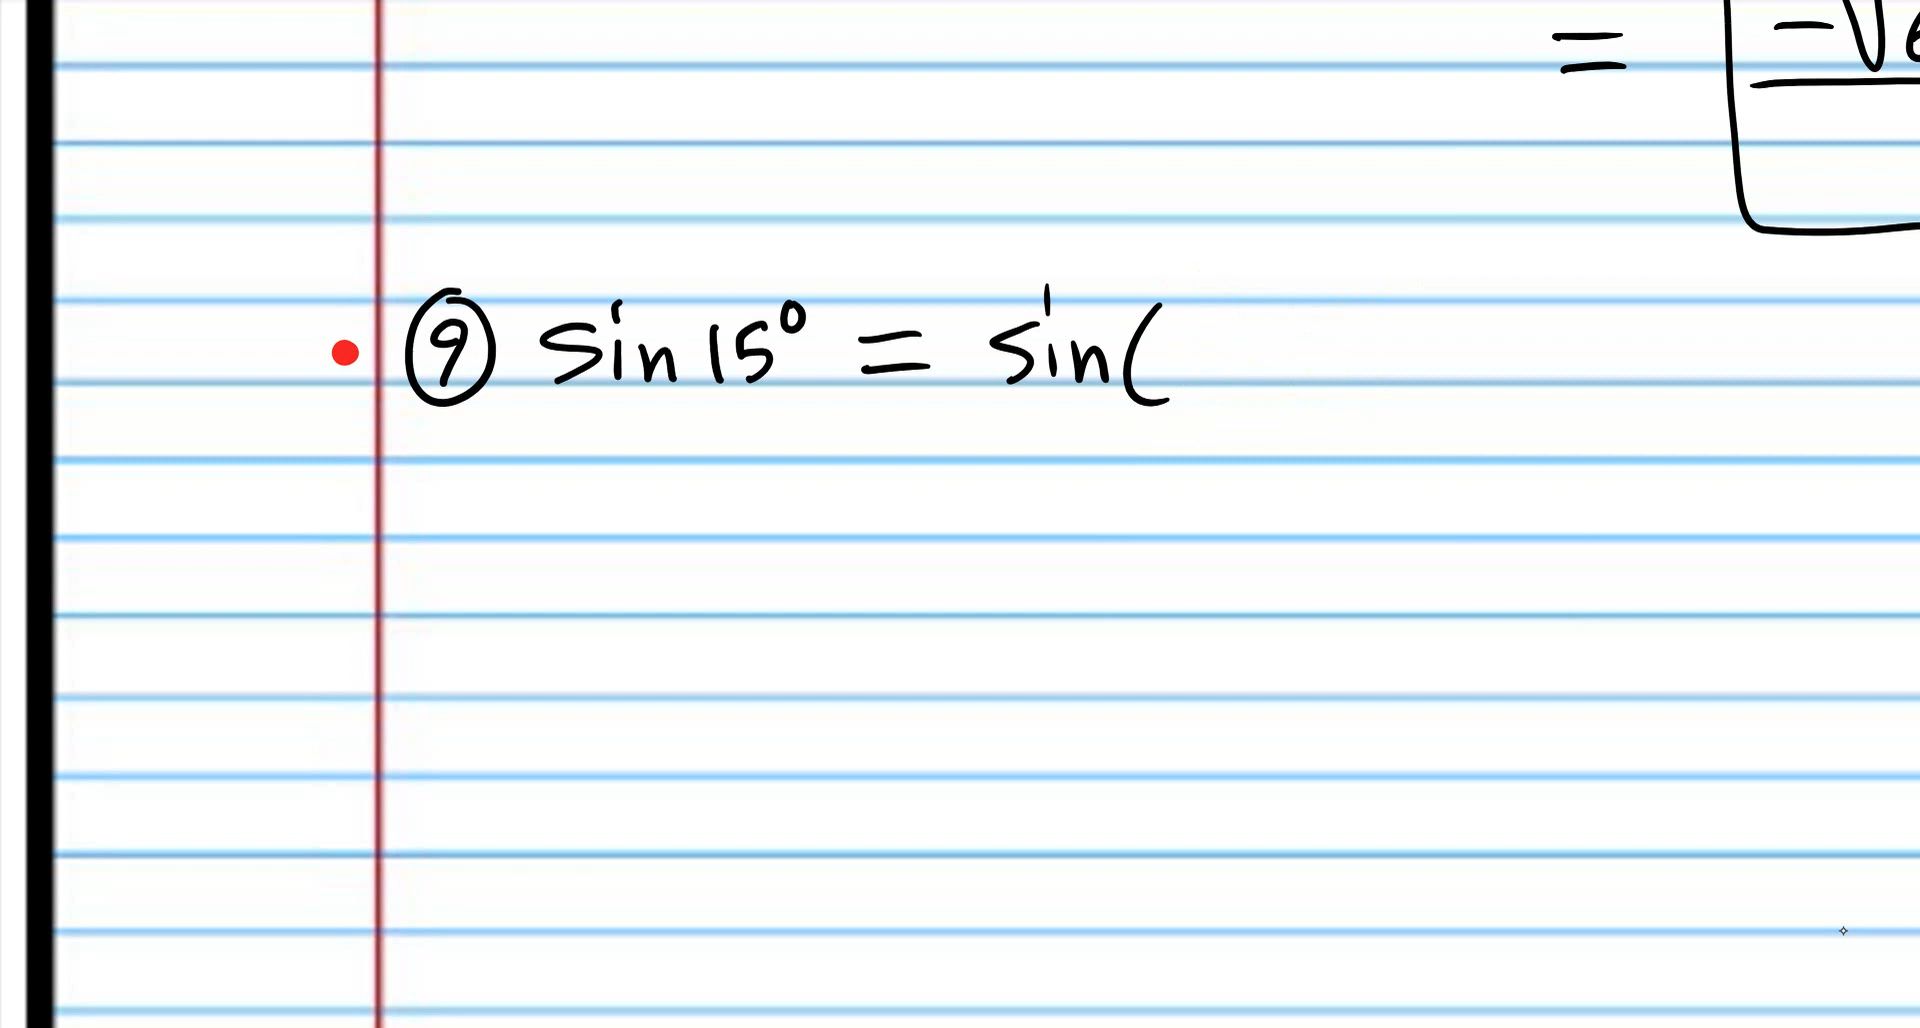 = -√
⑨ sin 15° = sin(